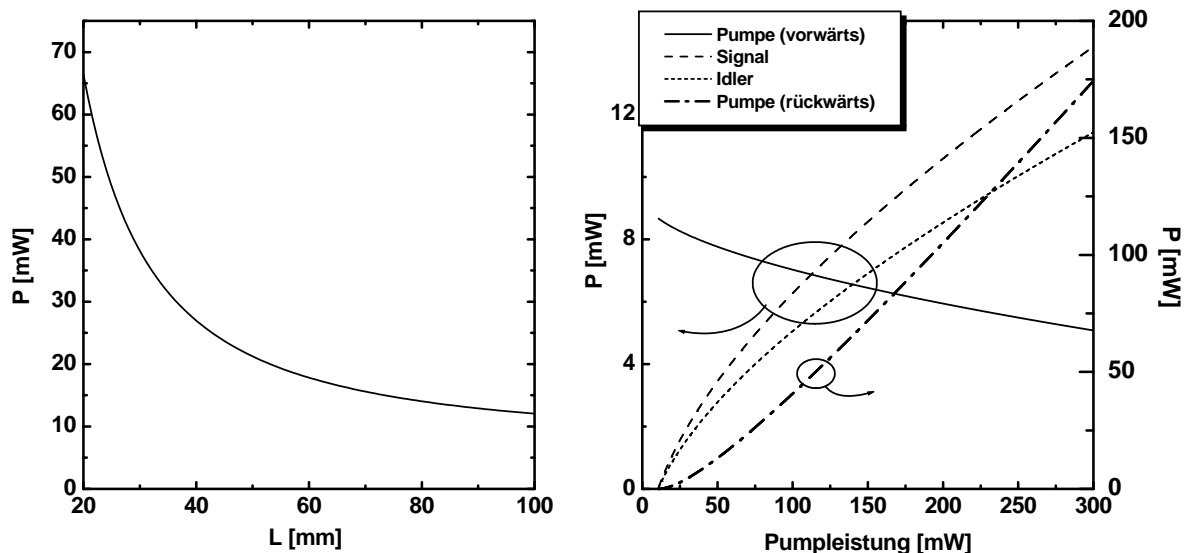 70
60
50
40
30
20
10
0
P [mW]
20 40 60 80 100
L [mm]
Pumpe (vorwärts)
Signal
Idler
Pumpe (rückwärts)
12
8
4
0
P [mW]
200
150
100
50
0
P [mW]
0 50 100 150 200 250 300
Pumpleistung [mW]